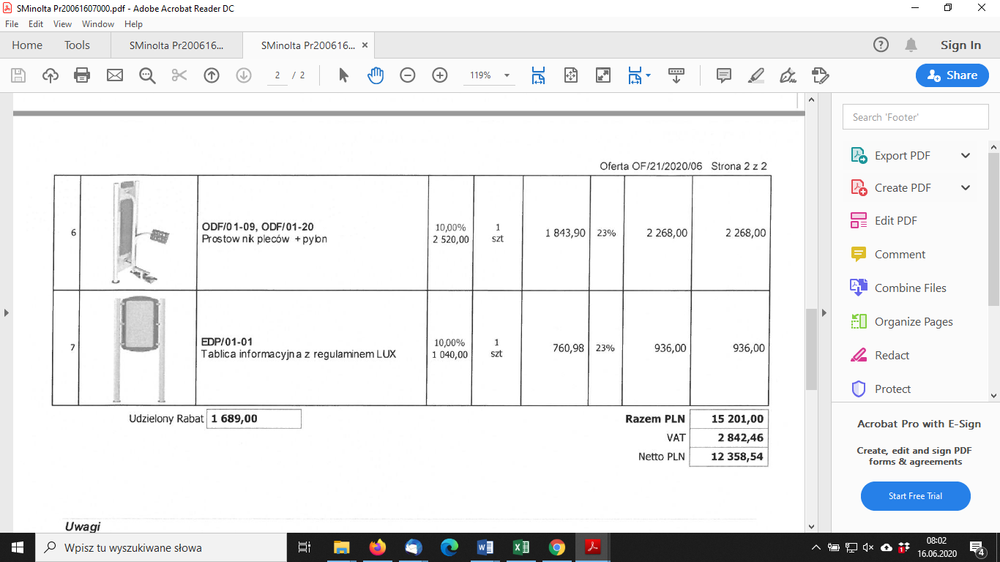 SMinolta Pr20061607000.pdf - Adobe Acrobat Reader DC
File Edit View Window Help
Home Tools SMinolta Pr200616... SMinolta Pr200616... × Sign In
2 / 2 119% Share
Oferta OF/21/2020/06 Strona 2 z 2
6 ODF/01-09, ODF/01-20 10,00% 1 1 843,90 23% 2 268,00 2 268,00
Prostownik pleców + pylon 2 520,00 szt
7 EDP/01-01 10,00% 1 760,98 23% 936,00 936,00
Tablica informacyjna z regulaminem LUX 1 040,00 szt
Udzielony Rabat 1 689,00 Razem PLN 15 201,00
VAT 2 842,46
Netto PLN 12 358,54
Uwagi
Search 'Footer'
Export PDF
Create PDF
Edit PDF
Comment
Combine Files
Organize Pages
Redact
Protect
Acrobat Pro with E-Sign
Create, edit and sign PDF
forms & agreements
Start Free Trial
Wpisz tu wyszukiwane słowa
08:02
16.06.2020
4